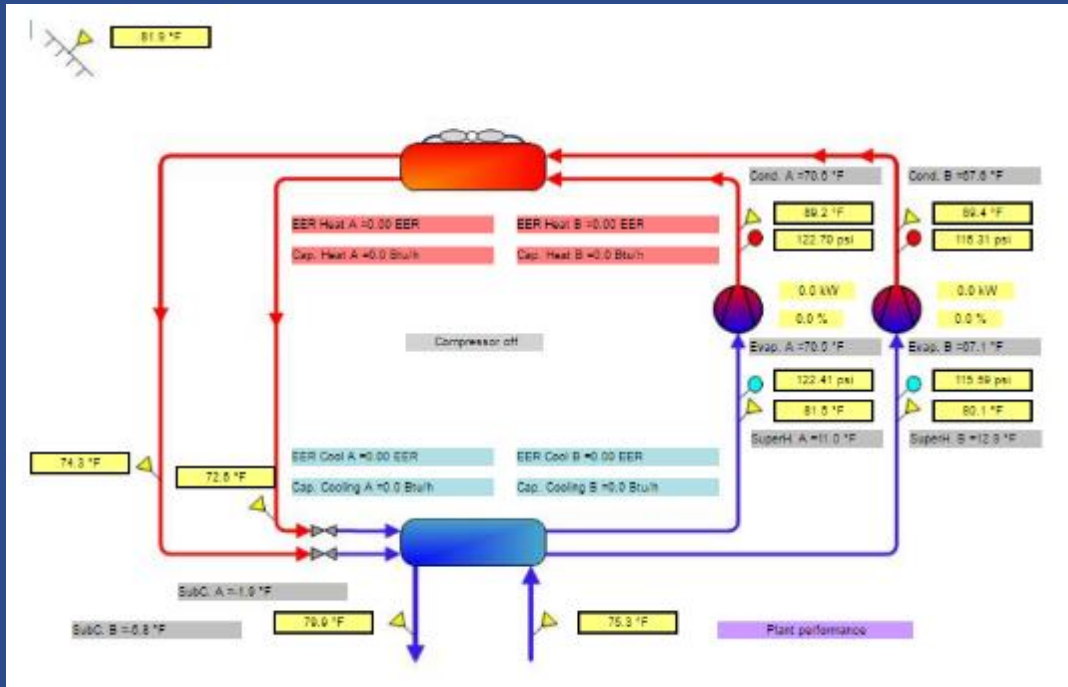 81.9 °F
Cond. A =70.6 °F
Cond. B =67.6 °F
89.2 °F
89.4 °F
122.70 psi
116.31 psi
EER Heat A =0.00 EER
EER Heat B =0.00 EER
Cap. Heat A =0.0 Btu/h
Cap. Heat B =0.0 Btu/h
0.0 kW
0.0 kW
0.0 %
0.0 %
Compressor off
Evap. A =70.5 °F
Evap. B =67.1 °F
122.41 psi
115.59 psi
81.5 °F
80.1 °F
SuperH. A =11.0 °F
SuperH. B =12.9 °F
EER Cool A =0.00 EER
EER Cool B =0.00 EER
74.3 °F
72.6 °F
Cap. Cooling A =0.0 Btu/h
Cap. Cooling B =0.0 Btu/h
SubC. A =-1.9 °F
SubC. B =-6.8 °F
79.9 °F
75.3 °F
Plant performance